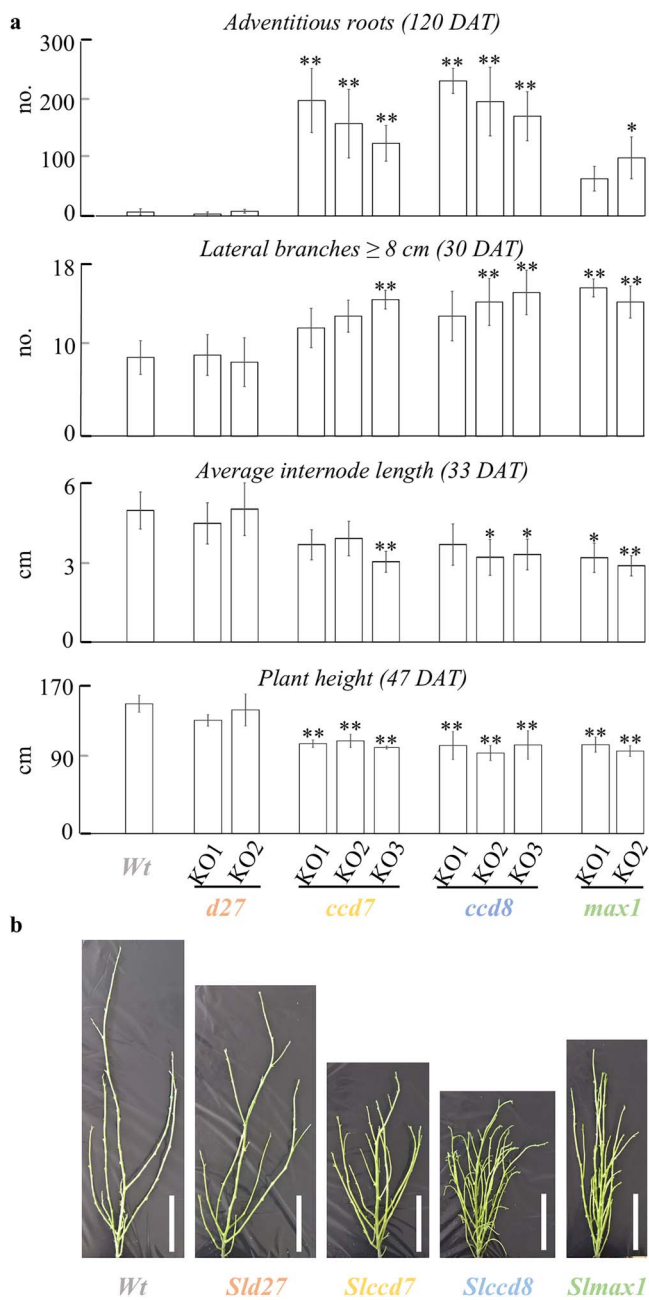 a
Adventitious roots (120 DAT)
300
200
100
0
no.
** ** ** ** ** ** *
Lateral branches ≥ 8 cm (30 DAT)
18
10
0
no.
** ** ** ** **
Average internode length (33 DAT)
6
3
0
cm
** * * * **
Plant height (47 DAT)
170
90
0
cm
** ** ** ** ** ** ** **
Wt KO1 KO2 KO1 KO2 KO3 KO1 KO2 KO3 KO1 KO2
d27 ccd7 ccd8 max1
b
Wt Sld27 Slccd7 Slccd8 Slmax1